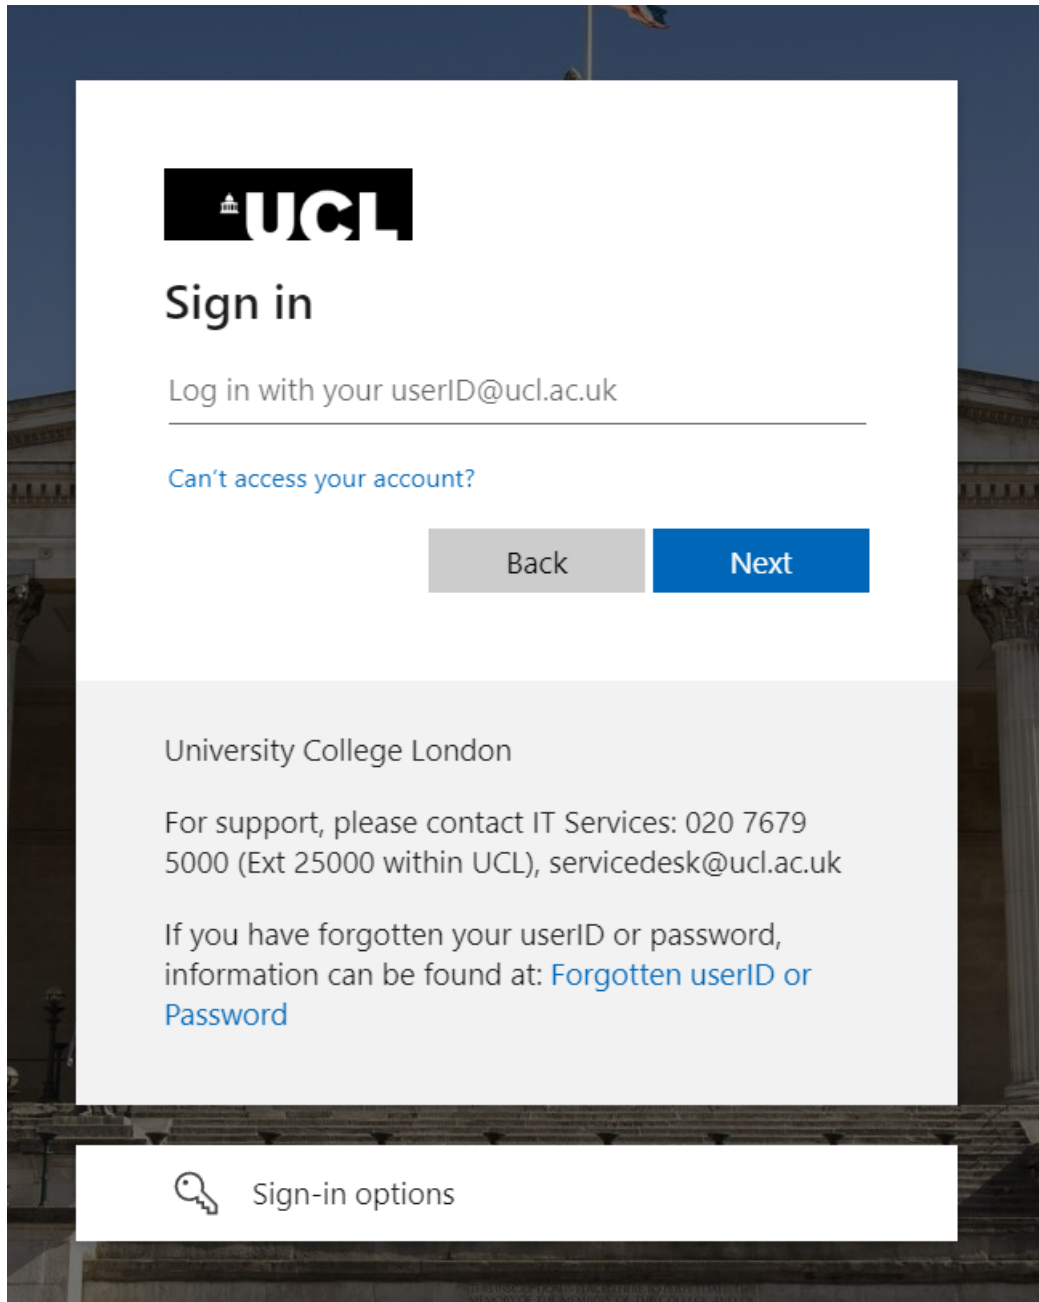 UCL
Sign in
Log in with your userID@ucl.ac.uk
Can't access your account?
Back
Next
University College London
For support, please contact IT Services: 020 7679
5000 (Ext 25000 within UCL), servicedesk@ucl.ac.uk
If you have forgotten your userID or password,
information can be found at: Forgotten userID or
Password
Sign-in options